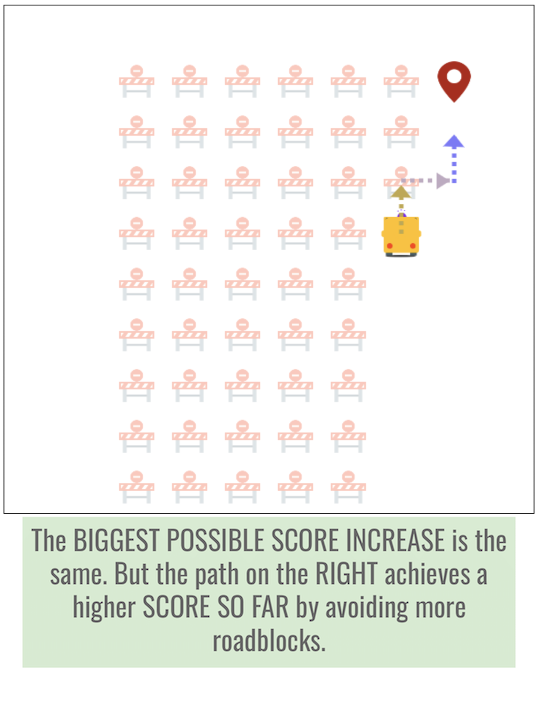 The BIGGEST POSSIBLE SCORE INCREASE is the
same. But the path on the RIGHT achieves a
higher SCORE SO FAR by avoiding more
roadblocks.